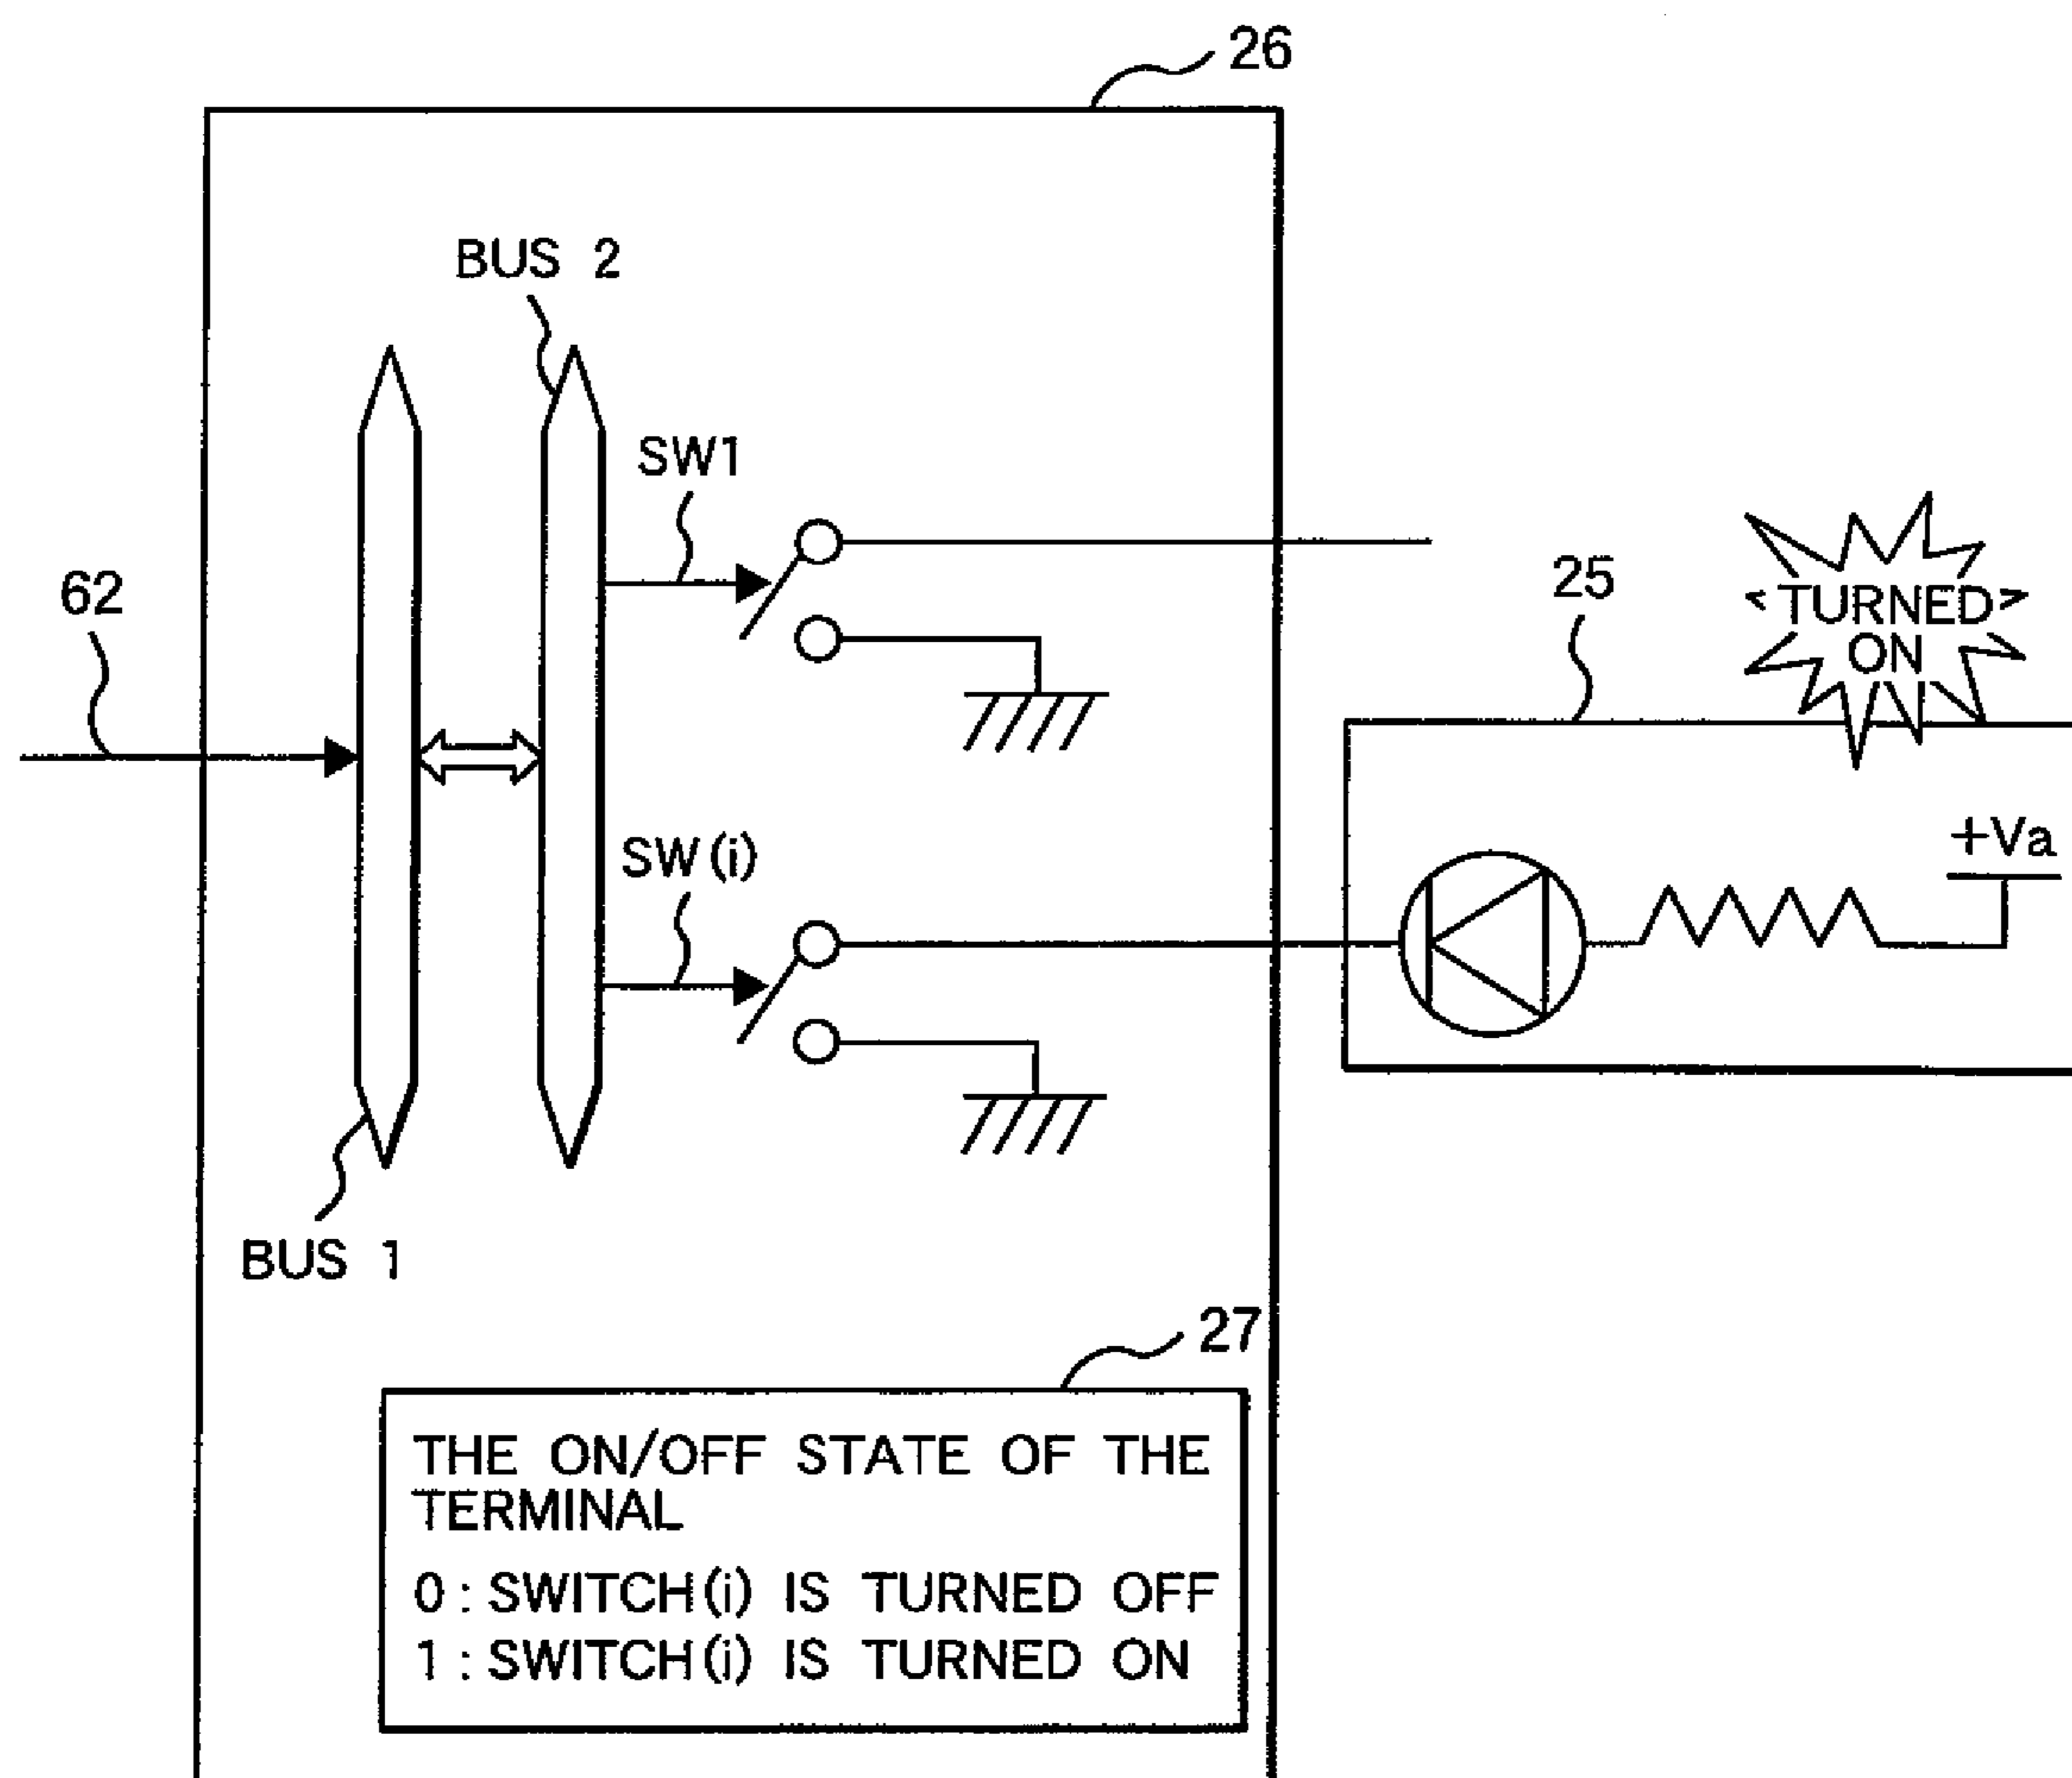 26
BUS 2
SW1
62
25
TURNED
ON
+Va
SW(i)
BUS 1
27
THE ON/OFF STATE OF THE
TERMINAL
0 : SWITCH(i) IS TURNED OFF
1 : SWITCH(i) IS TURNED ON